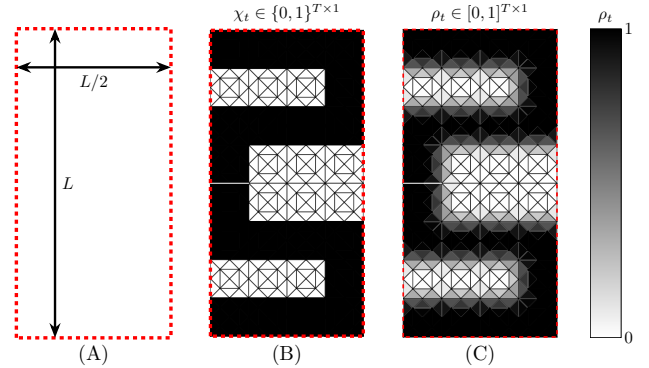 χ_t ∈ {0, 1}^{T×1}
ρ_t ∈ [0, 1]^{T×1}
ρ_t
1
L/2
L
0
(A)
(B)
(C)